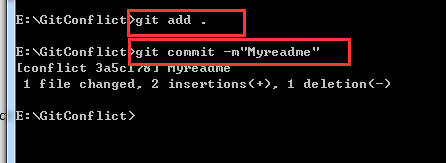 E:\GitConflict>git add .
E:\GitConflict>git commit -m"Myreadme"
[conflict 3a5c178] Myreadme
1 file changed, 2 insertions(+), 1 deletion(-)
E:\GitConflict>